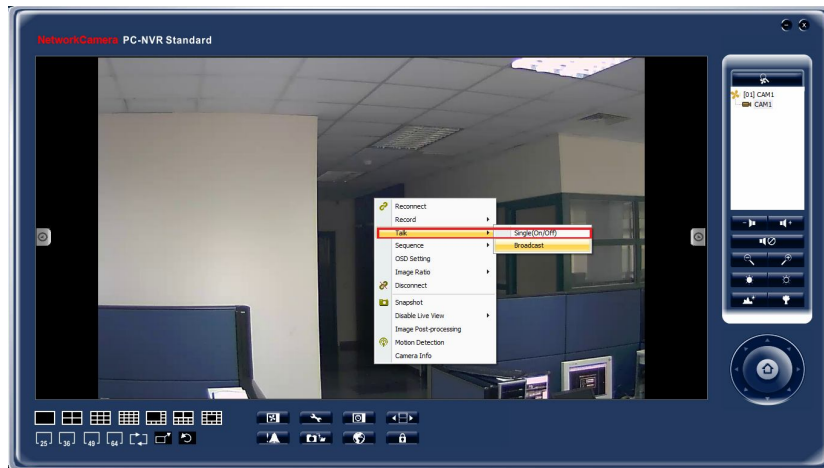 NetworkCamera PC-NVR Standard
[01] CAM1
CAM1
Reconnect
Record
Talk
Single(On/Off)
Sequence
Broadcast
OSD Setting
Image Ratio
Disconnect
Snapshot
Disable Live View
Image Post-processing
Motion Detection
Camera Info
25 36 49 64